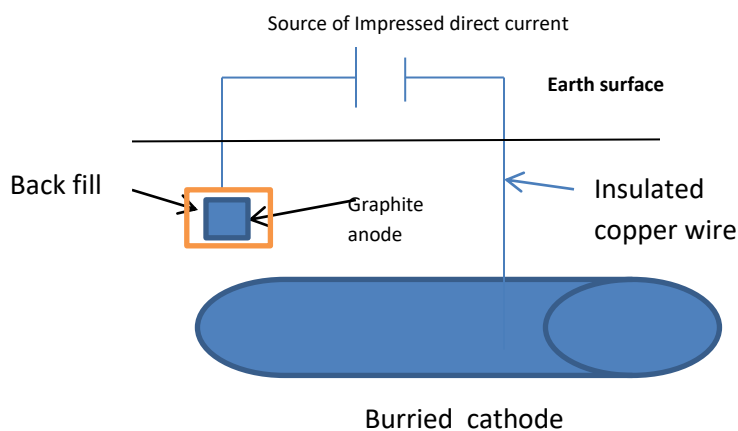 Source of Impressed direct current
Earth surface
Back fill
Graphite
anode
Insulated
copper wire
Burried cathode